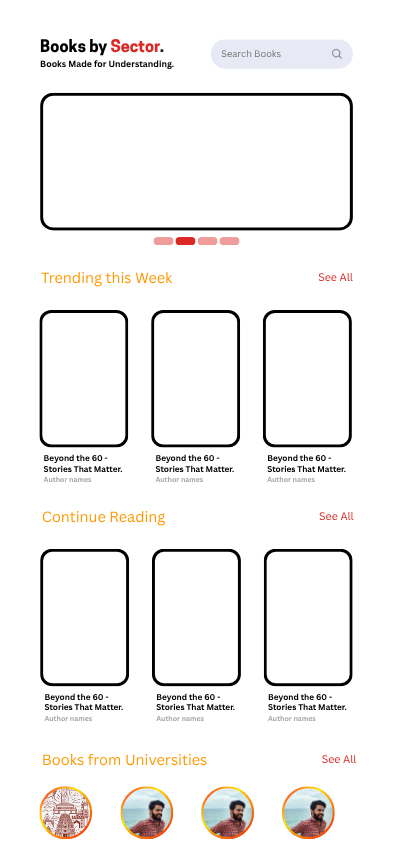 Books by Sector.
Books Made for Understanding.
Search Books
Trending this Week
See All
Beyond the 60 -
Stories That Matter.
Author names
Beyond the 60 -
Stories That Matter.
Author names
Beyond the 60 -
Stories That Matter.
Author names
Continue Reading
See All
Beyond the 60 -
Stories That Matter.
Author names
Beyond the 60 -
Stories That Matter.
Author names
Beyond the 60 -
Stories That Matter.
Author names
Books from Universities
See All